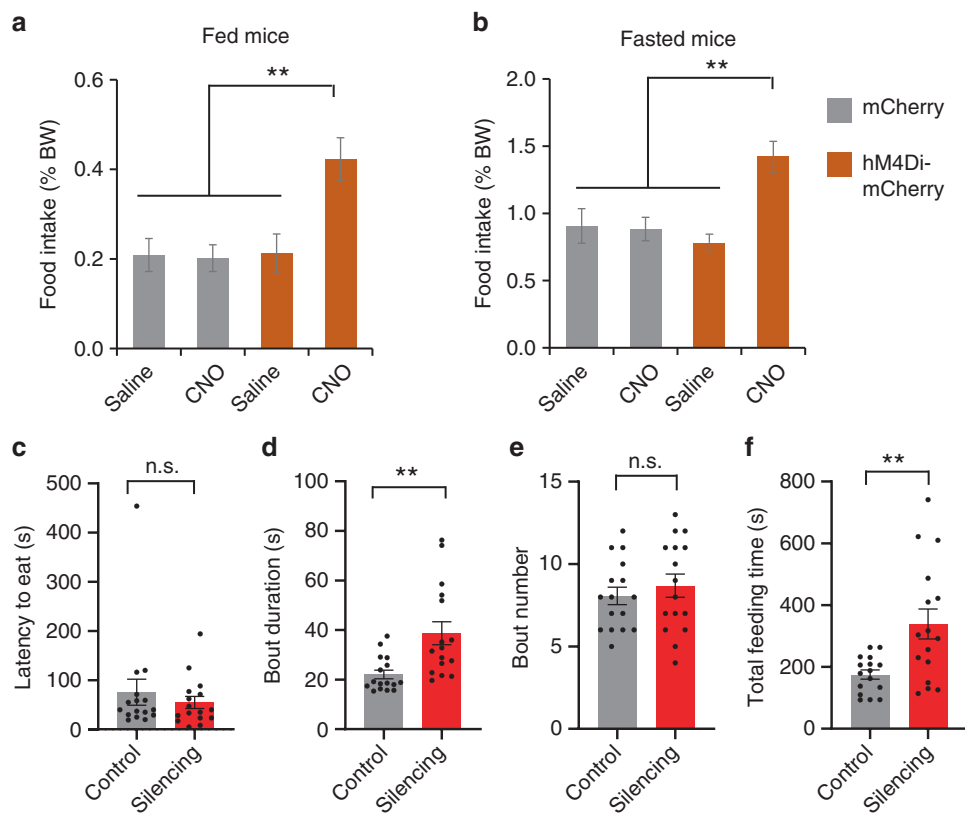 a
Fed mice
Food intake (% BW)
0.6
0.4
0.2
0.0
**
Saline
CNO
Saline
CNO
b
Fasted mice
Food intake (% BW)
2.0
1.5
1.0
0.5
0.0
**
Saline
CNO
Saline
CNO
mCherry
hM4Di-
mCherry
c
Latency to eat (s)
500
400
300
200
100
0
n.s.
Control
Silencing
d
Bout duration (s)
100
80
60
40
20
0
**
Control
Silencing
e
Bout number
15
10
5
0
n.s.
Control
Silencing
f
Total feeding time (s)
800
600
400
200
0
**
Control
Silencing